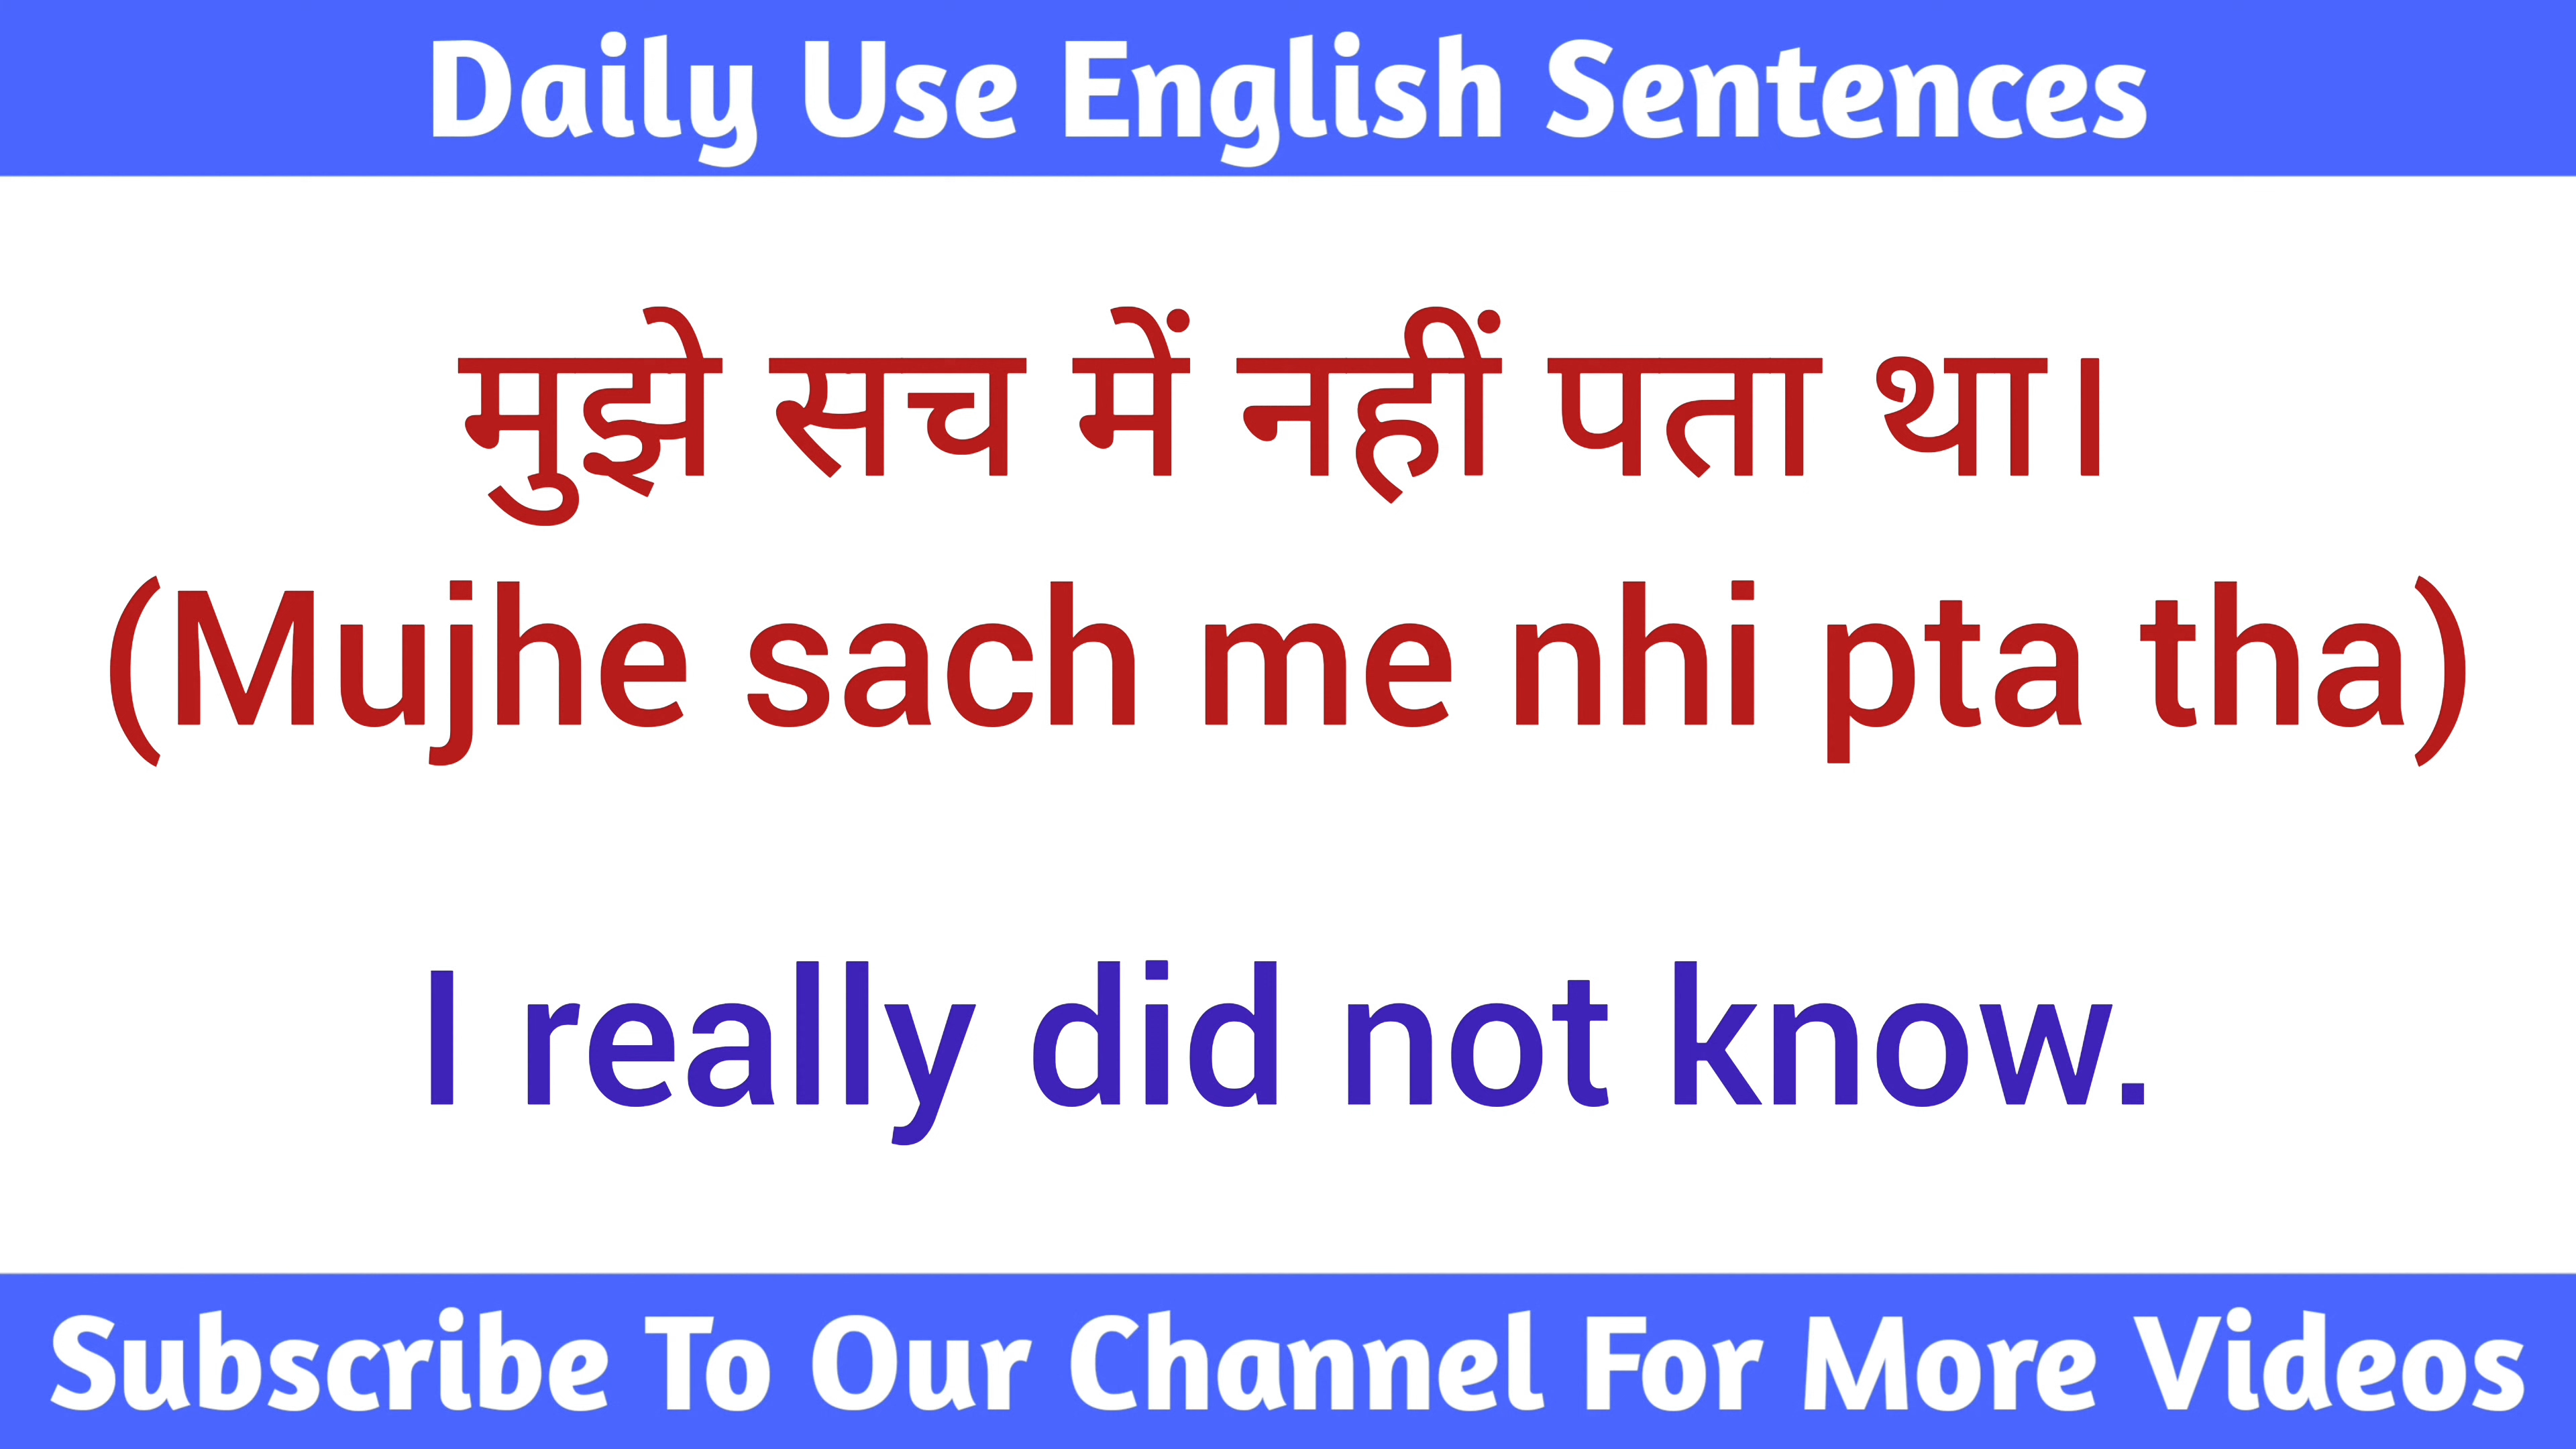 Daily Use English Sentences
मुझे सच में नहीं पता था।
(Mujhe sach me nhi pta tha)
I really did not know.
Subscribe To Our Channel For More Videos